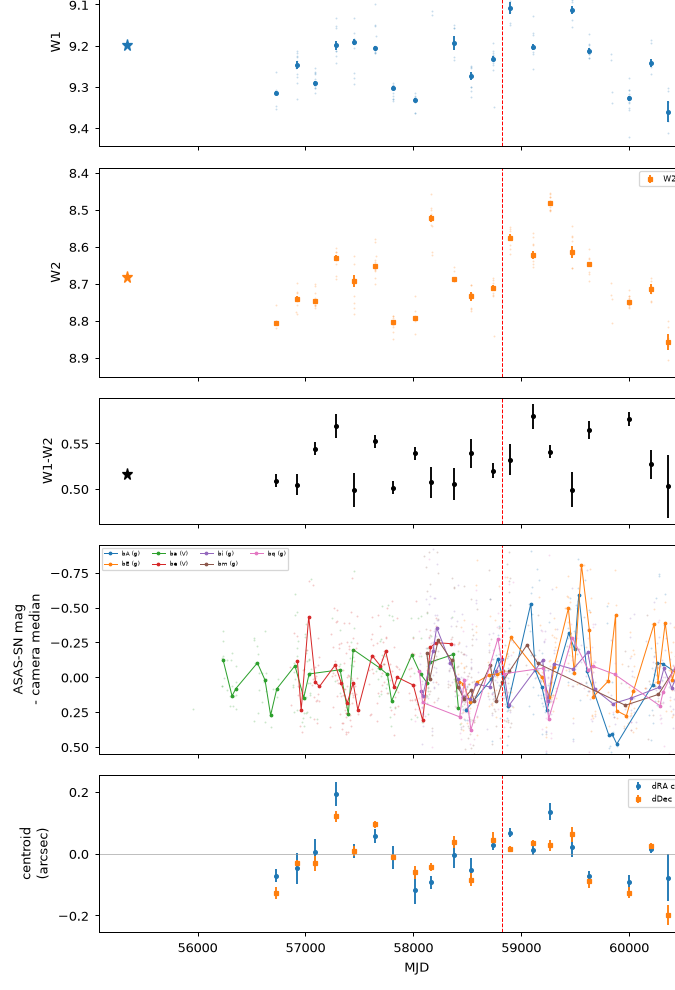 9.1
9.2
9.3
9.4
W1
8.4
8.5
8.6
8.7
8.8
8.9
W2
W2
0.55
0.50
W1-W2
−0.75
−0.50
−0.25
0.00
0.25
0.50
ASAS-SN mag
- camera median
bA (g) ba (V) bi (g) bq (g)
bE (g) be (V) bm (g)
0.2
0.0
−0.2
centroid
(arcsec)
dRA c
dDec
56000 57000 58000 59000 60000
MJD